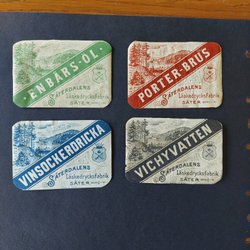 ENBÄRS-ÖL.
SÄTERDALENS
Läskedrycksfabrik
SÄTER
PORTER-BRUS
SÄTERDALENS
Läskedrycksfabrik
SÄTER
VINSOCKERDRICKA
SÄTERDALENS
Läskedrycksfabrik
SÄTER
VICHYVATTEN
SÄTERDALENS
Läskedrycksfabrik
SÄTER